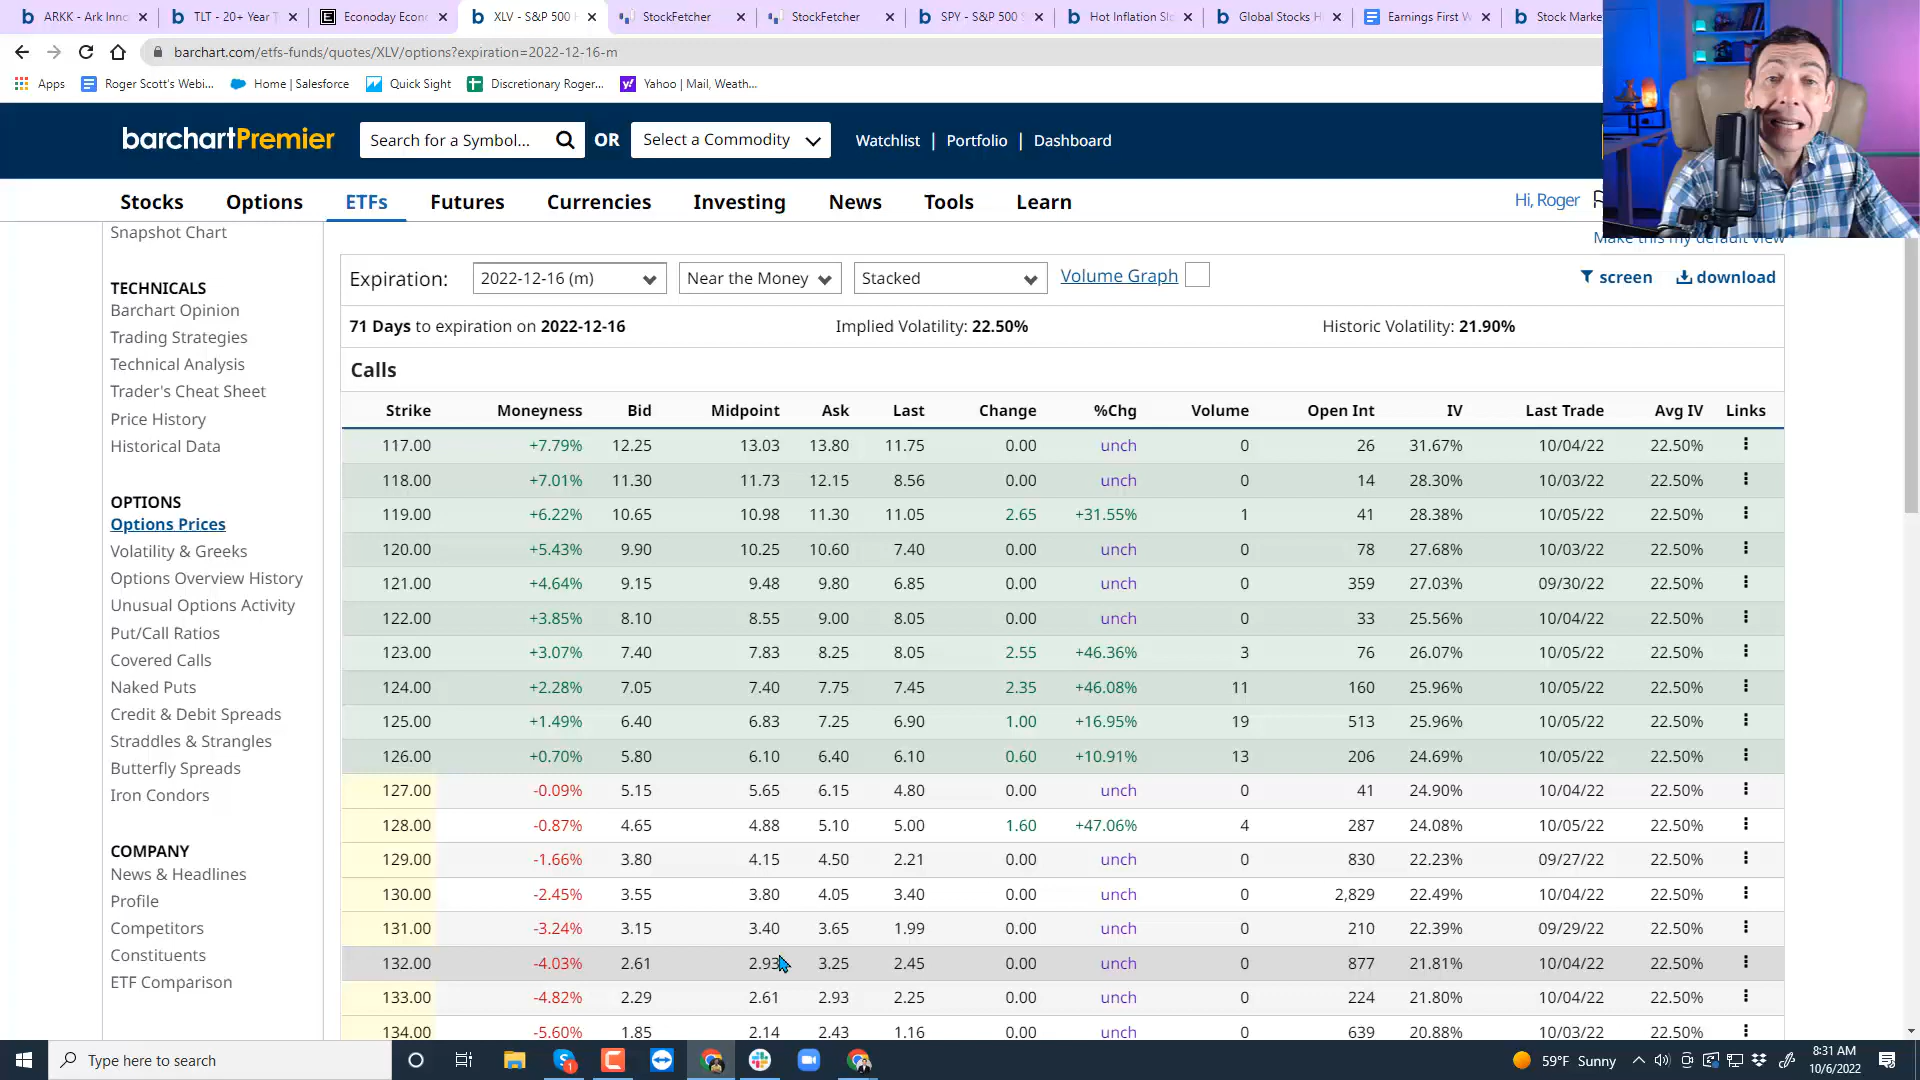 ARKK - Ark Inno × TLT - 20+ Year T × Econoday Econ × XLV - S&P 500 × StockFetcher × StockFetcher × SPY - S&P 500 × Hot Inflation Sl × Global Stocks H × Earnings First W × Stock Marke
barchart.com/etfs-funds/quotes/XLV/options?expiration=2022-12-16-m
Apps Roger Scott's Webi... Home | Salesforce Quick Sight Discretionary Roger... Yahoo | Mail, Weath...
barchartPremier Search for a Symbol... OR Select a Commodity Watchlist | Portfolio | Dashboard
Stocks Options ETFs Futures Currencies Investing News Tools Learn Hi, Roger
Make this my default view
Snapshot Chart
TECHNICALS
Barchart Opinion
Trading Strategies
Technical Analysis
Trader's Cheat Sheet
Price History
Historical Data
OPTIONS
Options Prices
Volatility & Greeks
Options Overview History
Unusual Options Activity
Put/Call Ratios
Covered Calls
Naked Puts
Credit & Debit Spreads
Straddles & Strangles
Butterfly Spreads
Iron Condors
COMPANY
News & Headlines
Profile
Competitors
Constituents
ETF Comparison
Expiration: 2022-12-16 (m) Near the Money Stacked Volume Graph screen download
71 Days to expiration on 2022-12-16 Implied Volatility: 22.50% Historic Volatility: 21.90%
Calls
Strike Moneyness Bid Midpoint Ask Last Change %Chg Volume Open Int IV Last Trade Avg IV Links
117.00 +7.79% 12.25 13.03 13.80 11.75 0.00 unch 0 26 31.67% 10/04/22 22.50%
118.00 +7.01% 11.30 11.73 12.15 8.56 0.00 unch 0 14 28.30% 10/03/22 22.50%
119.00 +6.22% 10.65 10.98 11.30 11.05 2.65 +31.55% 1 41 28.38% 10/05/22 22.50%
120.00 +5.43% 9.90 10.25 10.60 7.40 0.00 unch 0 78 27.68% 10/03/22 22.50%
121.00 +4.64% 9.15 9.48 9.80 6.85 0.00 unch 0 359 27.03% 09/30/22 22.50%
122.00 +3.85% 8.10 8.55 9.00 8.05 0.00 unch 0 33 25.56% 10/04/22 22.50%
123.00 +3.07% 7.40 7.83 8.25 8.05 2.55 +46.36% 3 76 26.07% 10/05/22 22.50%
124.00 +2.28% 7.05 7.40 7.75 7.45 2.35 +46.08% 11 160 25.96% 10/05/22 22.50%
125.00 +1.49% 6.40 6.83 7.25 6.90 1.00 +16.95% 19 513 25.96% 10/05/22 22.50%
126.00 +0.70% 5.80 6.10 6.40 6.10 0.60 +10.91% 13 206 24.69% 10/05/22 22.50%
127.00 -0.09% 5.15 5.65 6.15 4.80 0.00 unch 0 41 24.90% 10/04/22 22.50%
128.00 -0.87% 4.65 4.88 5.10 5.00 1.60 +47.06% 4 287 24.08% 10/05/22 22.50%
129.00 -1.66% 3.80 4.15 4.50 2.21 0.00 unch 0 830 22.23% 09/27/22 22.50%
130.00 -2.45% 3.55 3.80 4.05 3.40 0.00 unch 0 2,829 22.49% 10/04/22 22.50%
131.00 -3.24% 3.15 3.40 3.65 1.99 0.00 unch 0 210 22.39% 09/29/22 22.50%
132.00 -4.03% 2.61 2.93 3.25 2.45 0.00 unch 0 877 21.81% 10/04/22 22.50%
133.00 -4.82% 2.29 2.61 2.93 2.25 0.00 unch 0 224 21.80% 10/04/22 22.50%
134.00 -5.60% 1.85 2.14 2.43 1.16 0.00 unch 0 639 20.88% 10/03/22 22.50%
Type here to search 59°F Sunny 8:31 AM
10/6/2022